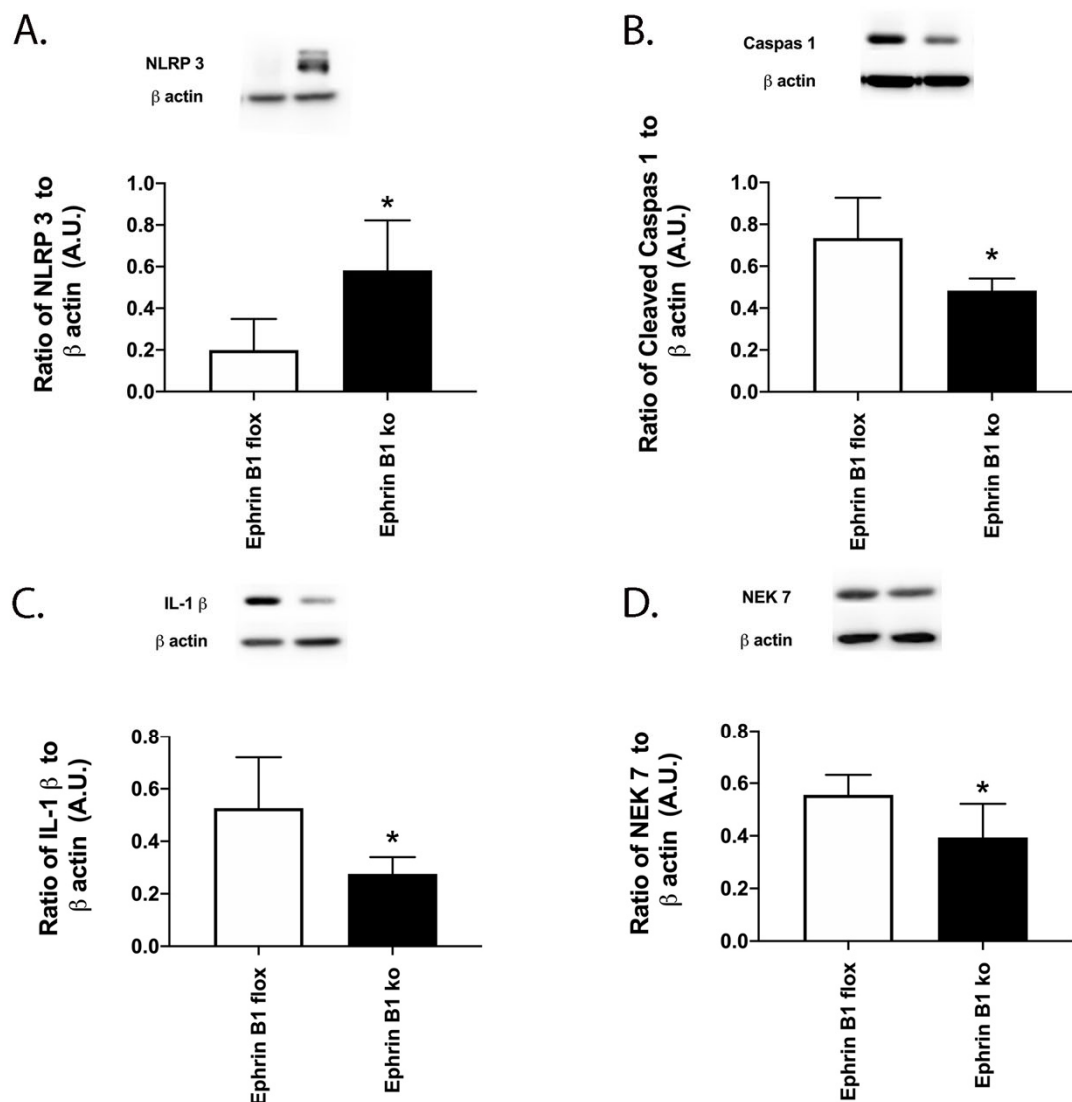 A.
NLRP 3
β actin
Ratio of NLRP 3 to
β actin (A.U.)
1.0
0.8
0.6
0.4
0.2
0.0
*
Ephrin B1 flox
Ephrin B1 ko
B.
Caspas 1
β actin
Ratio of Cleaved Caspas 1 to
β actin (A.U.)
1.0
0.8
0.6
0.4
0.2
0.0
*
Ephrin B1 flox
Ephrin B1 ko
C.
IL-1 β
β actin
Ratio of IL-1 β to
β actin (A.U.)
0.8
0.6
0.4
0.2
0.0
*
Ephrin B1 flox
Ephrin B1 ko
D.
NEK 7
β actin
Ratio of NEK 7 to
β actin (A.U.)
0.8
0.6
0.4
0.2
0.0
*
Ephrin B1 flox
Ephrin B1 ko